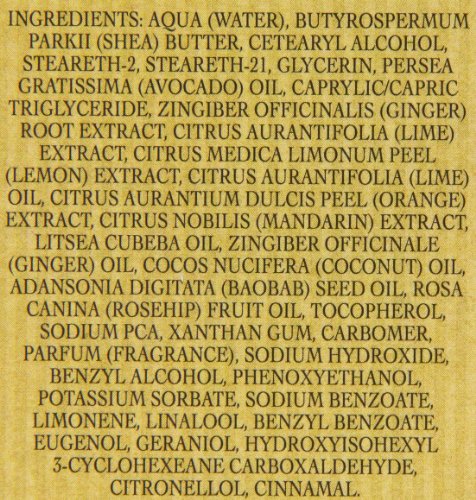 INGREDIENTS: AQUA (WATER), BUTYROSPERMUM
PARKII (SHEA) BUTTER, CETEARYL ALCOHOL,
STEARETH-2, STEARETH-21, GLYCERIN, PERSEA
GRATISSIMA (AVOCADO) OIL, CAPRYLIC/CAPRIC
TRIGLYCERIDE, ZINGIBER OFFICINALIS (GINGER)
ROOT EXTRACT, CITRUS AURANTIFOLIA (LIME)
EXTRACT, CITRUS MEDICA LIMONUM PEEL
(LEMON) EXTRACT, CITRUS AURANTIFOLIA (LIME)
OIL, CITRUS AURANTIUM DULCIS PEEL (ORANGE)
EXTRACT, CITRUS NOBILIS (MANDARIN) EXTRACT,
LITSEA CUBEBA OIL, ZINGIBER OFFICINALE
(GINGER) OIL, COCOS NUCIFERA (COCONUT) OIL,
ADANSONIA DIGITATA (BAOBAB) SEED OIL, ROSA
CANINA (ROSEHIP) FRUIT OIL, TOCOPHEROL,
SODIUM PCA, XANTHAN GUM, CARBOMER,
PARFUM (FRAGRANCE), SODIUM HYDROXIDE,
BENZYL ALCOHOL, PHENOXYETHANOL,
POTASSIUM SORBATE, SODIUM BENZOATE,
LIMONENE, LINALOOL, BENZYL BENZOATE,
EUGENOL, GERANIOL, HYDROXYISOHEXYL
3-CYCLOHEXEANE CARBOXALDEHYDE,
CITRONELLOL, CINNAMAL.